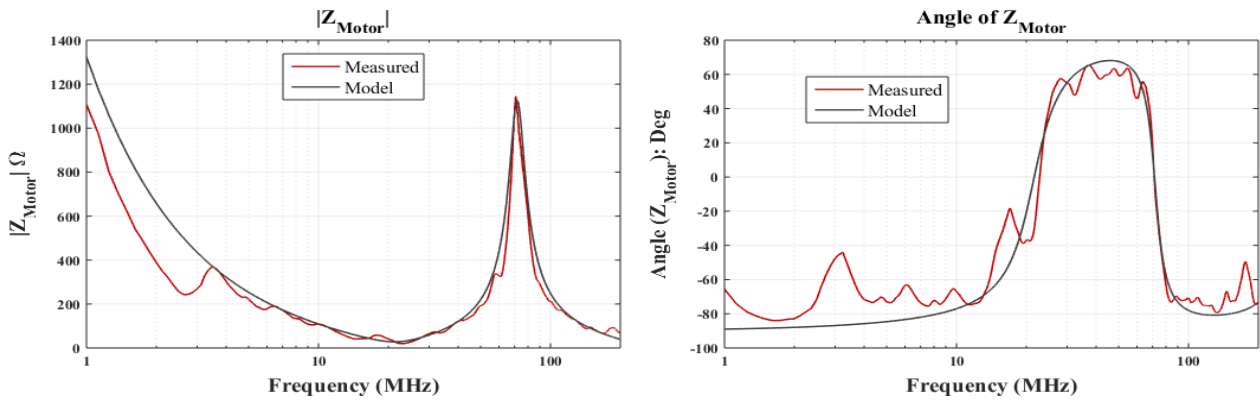 |Z_Motor|
1400
1200
1000
800
600
400
200
0
|Z_Motor| Ω
Measured
Model
1
10
100
Frequency (MHz)
Angle of Z_Motor
80
60
40
20
0
-20
-40
-60
-80
-100
Angle (Z_Motor): Deg
Measured
Model
1
10
100
Frequency (MHz)